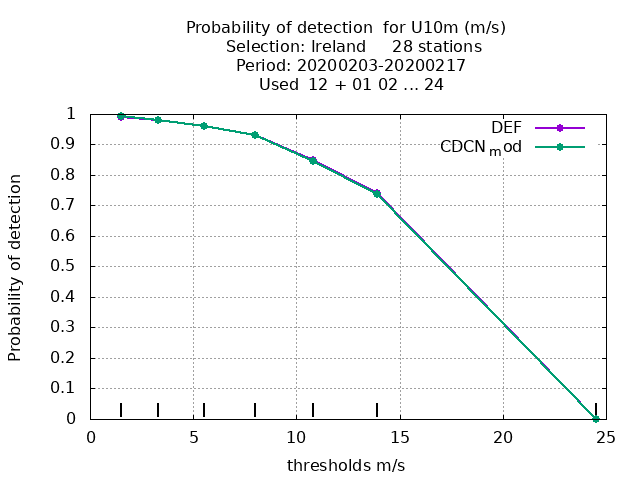 Probability of detection  for U10m (m/s)
Selection: Ireland     28 stations
Period: 20200203-20200217
Used  12 + 01 02 ... 24
DEF
CDCN mod
Probability of detection
1
0.9
0.8
0.7
0.6
0.5
0.4
0.3
0.2
0.1
0
0 5 10 15 20 25
thresholds m/s